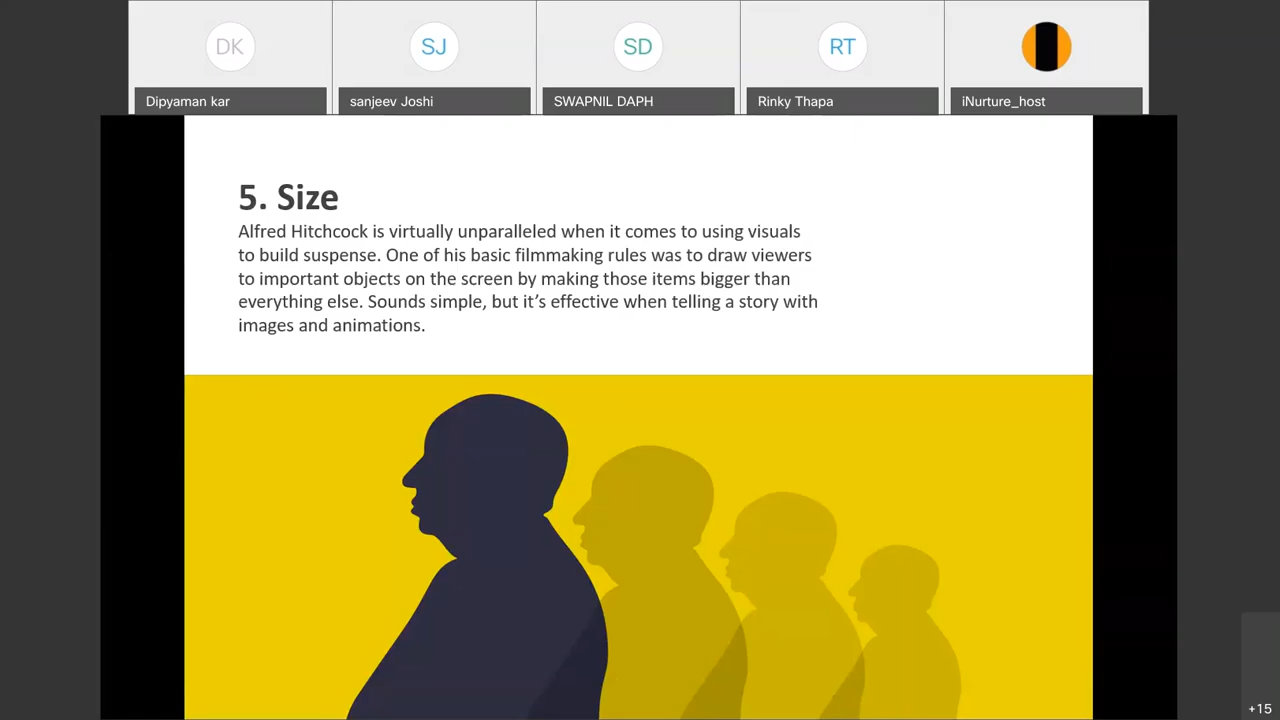 DK
SJ
SD
RT
Dipyaman kar
sanjeev Joshi
SWAPNIL DAPH
Rinky Thapa
iNurture_host
5. Size
Alfred Hitchcock is virtually unparalleled when it comes to using visuals
to build suspense. One of his basic filmmaking rules was to draw viewers
to important objects on the screen by making those items bigger than
everything else. Sounds simple, but it’s effective when telling a story with
images and animations.
+15